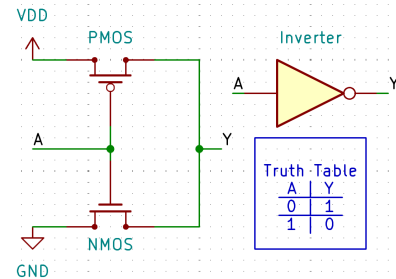 VDD
PMOS
Inverter
A
Y
A
Y
Truth Table
A Y
0 1
1 0
NMOS
GND